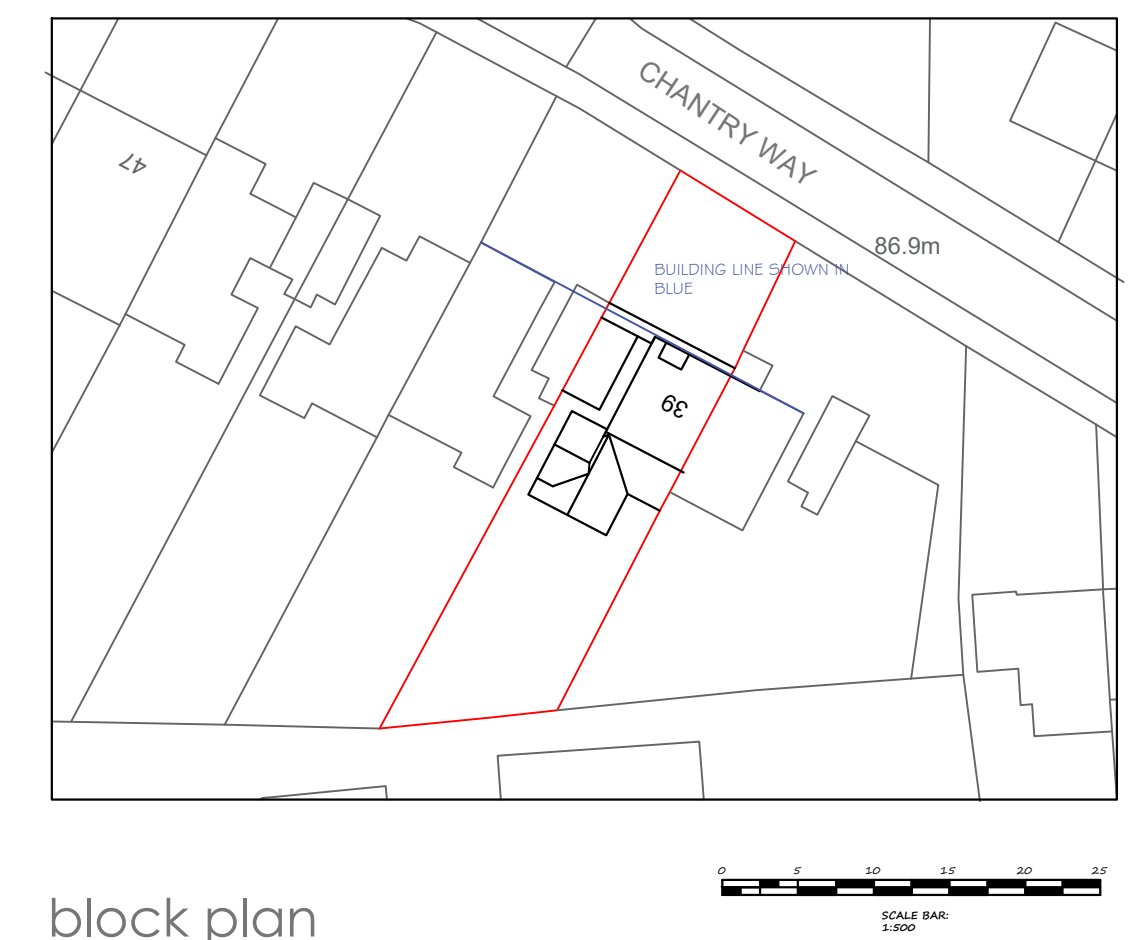 CHANTRY WAY
47
86.9m
BUILDING LINE SHOWN IN
BLUE
39
0 5 10 15 20 25
SCALE BAR:
1:500
block plan